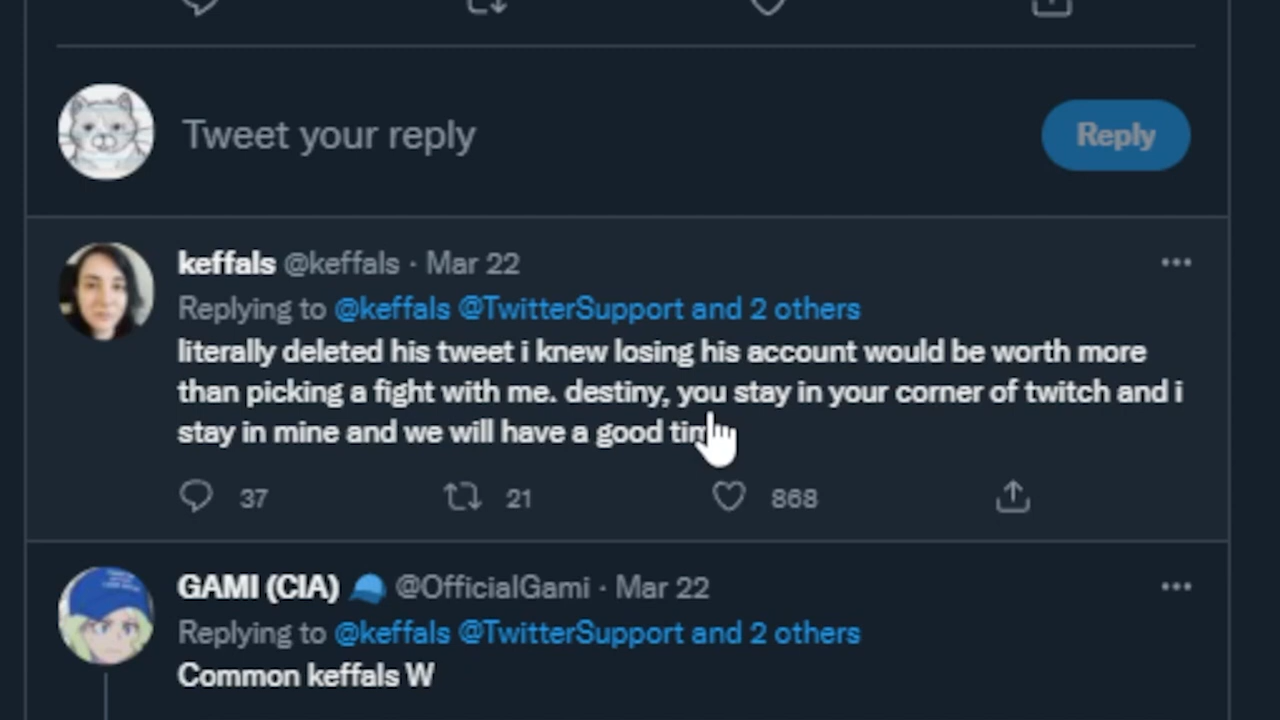 Tweet your reply
Reply
keffals @keffals · Mar 22
Replying to @keffals @TwitterSupport and 2 others
literally deleted his tweet i knew losing his account would be worth more
than picking a fight with me. destiny, you stay in your corner of twitch and i
stay in mine and we will have a good
37 21 868
GAMI (CIA) 🧢 @OfficialGami · Mar 22
Replying to @keffals @TwitterSupport and 2 others
Common keffals W